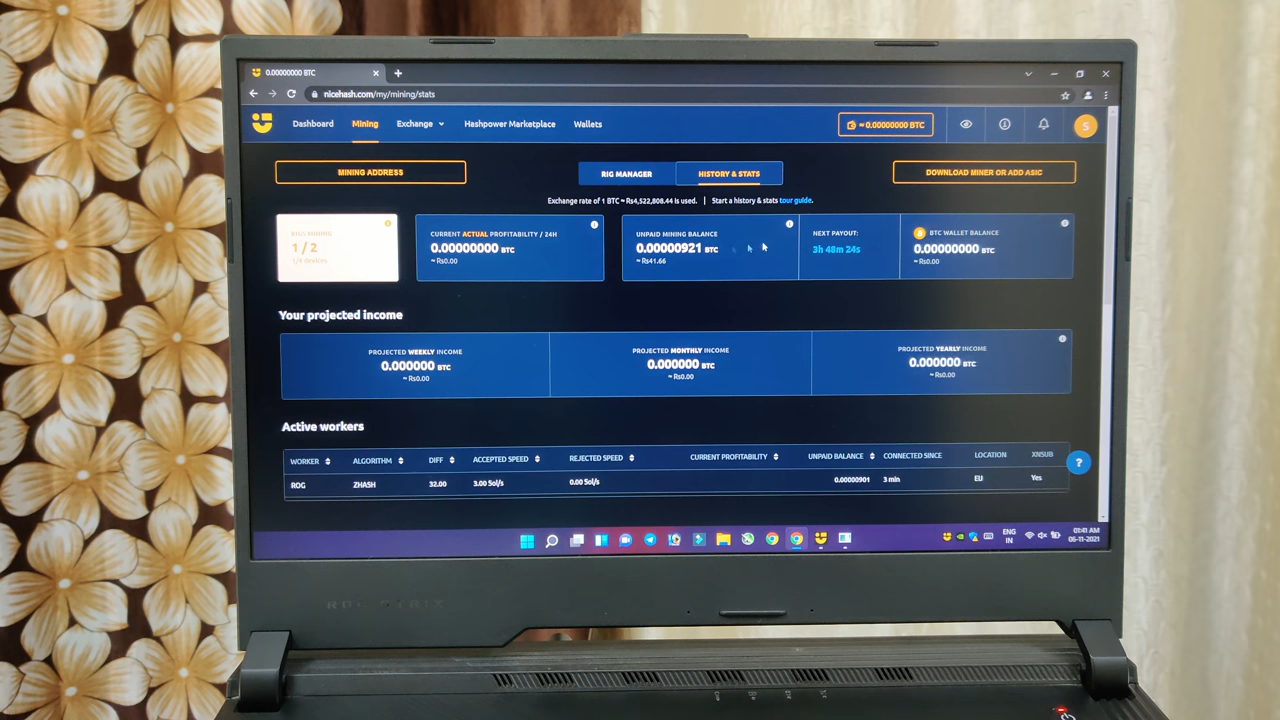 0.00000000 BTC
nicehash.com/my/mining/stats
Dashboard Mining Exchange Hashpower Marketplace Wallets ≈ 0.00000000 BTC S
MINING ADDRESS RIG MANAGER HISTORY & STATS DOWNLOAD MINER OR ADD ASIC
Exchange rate of 1 BTC ≈ Rs4,522,808.44 is used. | Start a history & stats tour guide.
RIGS MINING
1 / 2
1/4 devices
CURRENT ACTUAL PROFITABILITY / 24H
0.00000000 BTC
≈ Rs0.00
UNPAID MINING BALANCE
0.00000921 BTC
≈ Rs41.66
NEXT PAYOUT:
3h 48m 24s
BTC WALLET BALANCE
0.00000000 BTC
≈ Rs0.00
Your projected income
PROJECTED WEEKLY INCOME
0.000000 BTC
≈ Rs0.00
PROJECTED MONTHLY INCOME
0.000000 BTC
≈ Rs0.00
PROJECTED YEARLY INCOME
0.000000 BTC
≈ Rs0.00
Active workers
WORKER ALGORITHM DIFF ACCEPTED SPEED REJECTED SPEED CURRENT PROFITABILITY UNPAID BALANCE CONNECTED SINCE LOCATION XNSUB
ROG ZHASH 32.00 3.00 Sol/s 0.00 Sol/s 0.00000901 3 min EU Yes
?
ENG
IN
01:41 AM
06-11-2021
ROG STRIX